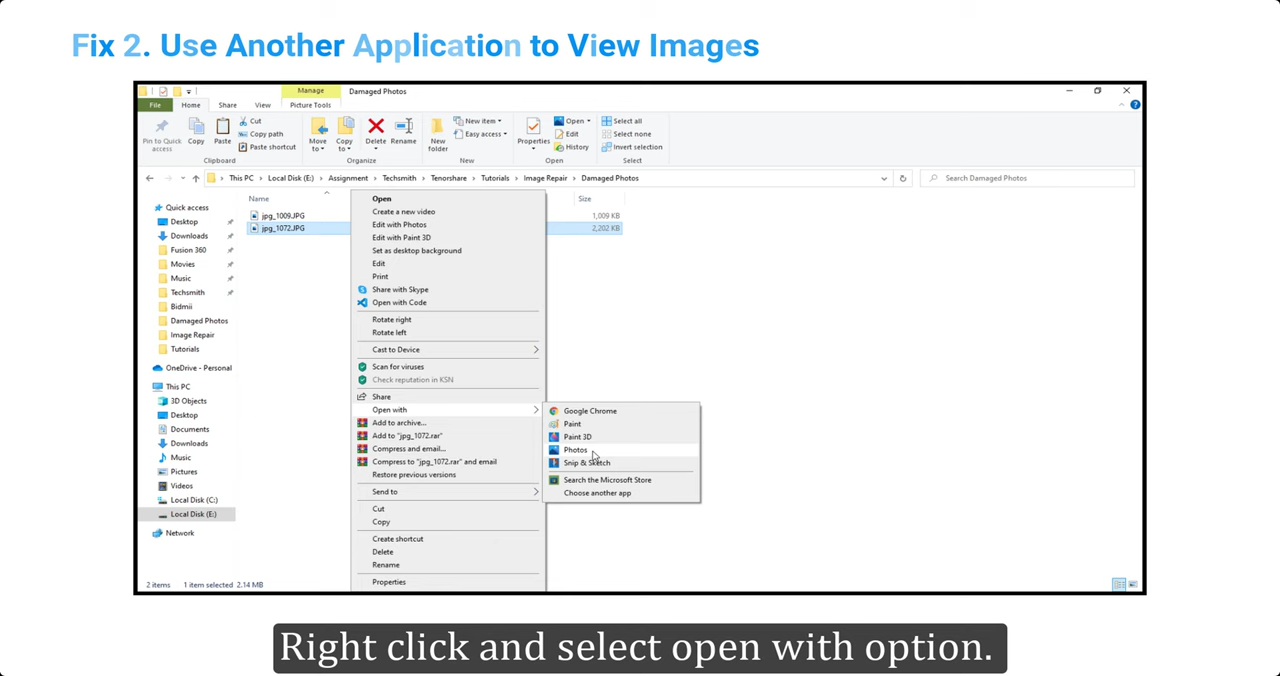 Fix 2. Use Another Application to View Images
Manage
Damaged Photos
File
Home
Share
View
Picture Tools
Pin to Quick access
Copy
Paste
Cut
Copy path
Paste shortcut
Clipboard
Move to
Copy to
Delete
Rename
Organize
New folder
New item
Easy access
New
Properties
Open
Edit
History
Open
Select all
Select none
Invert selection
Select
This PC > Local Disk (E:) > Assignment > Techsmith > Tenorshare > Tutorials > Image Repair > Damaged Photos
Search Damaged Photos
Quick access
Desktop
Downloads
Fusion 360
Movies
Music
Techsmith
Bidmii
Damaged Photos
Image Repair
Tutorials
OneDrive - Personal
This PC
3D Objects
Desktop
Documents
Downloads
Music
Pictures
Videos
Local Disk (C:)
Local Disk (E:)
Network
Name
Size
jpg_1009.JPG
1,009 KB
jpg_1072.JPG
2,202 KB
Open
Create a new video
Edit with Photos
Edit with Paint 3D
Set as desktop background
Edit
Print
Share with Skype
Open with Code
Rotate right
Rotate left
Cast to Device
Scan for viruses
Check reputation in KSN
Share
Open with
Add to archive...
Add to "jpg_1072.rar"
Compress and email...
Compress to "jpg_1072.rar" and email
Restore previous versions
Send to
Cut
Copy
Create shortcut
Delete
Rename
Properties
Google Chrome
Paint
Paint 3D
Photos
Snip & Sketch
Search the Microsoft Store
Choose another app
2 items
1 item selected 2.14 MB
Right click and select open with option.